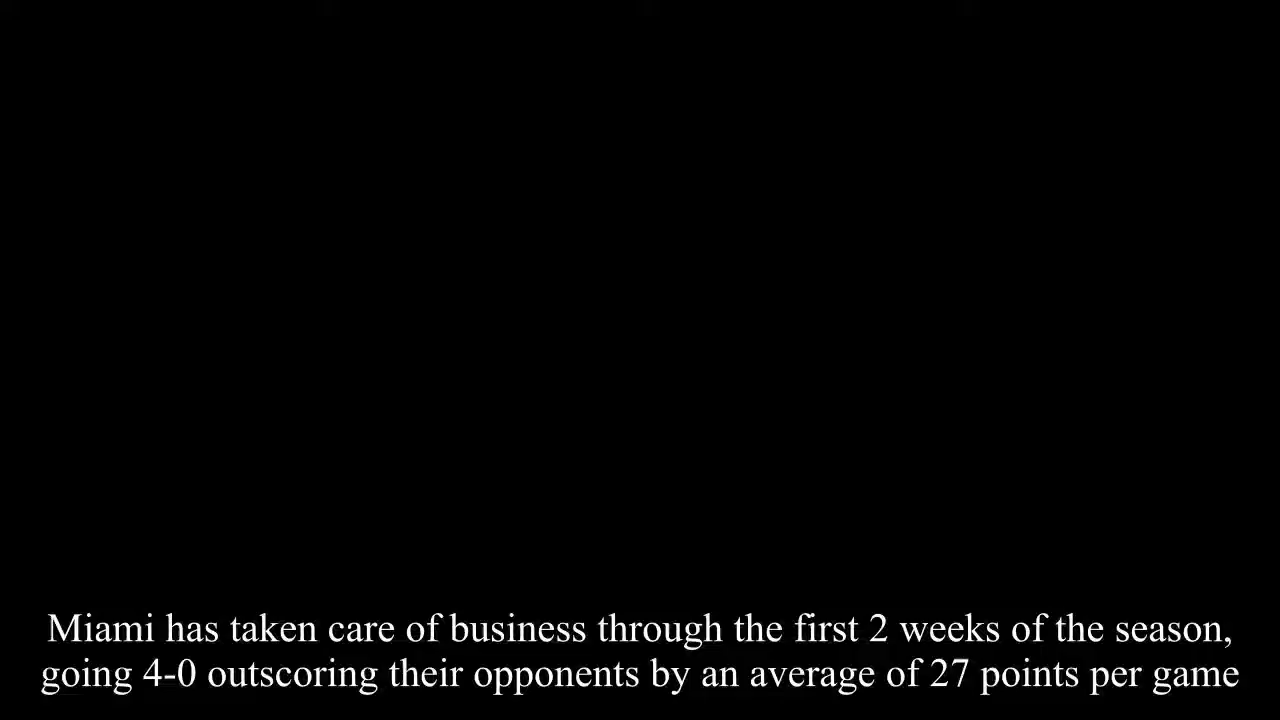 Miami has taken care of business through the first 2 weeks of the season,
going 4-0 outscoring their opponents by an average of 27 points per game